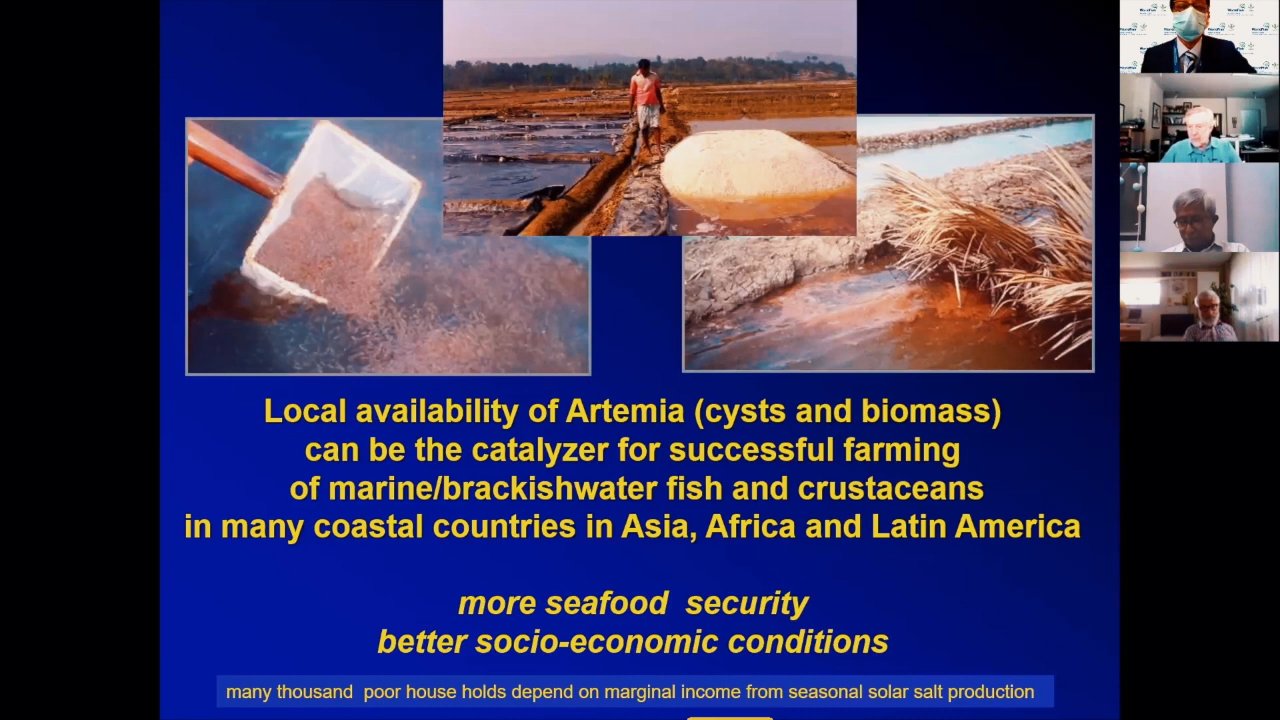 Local availability of Artemia (cysts and biomass)
can be the catalyzer for successful farming
of marine/brackishwater fish and crustaceans
in many coastal countries in Asia, Africa and Latin America
more seafood security
better socio-economic conditions
many thousand poor house holds depend on marginal income from seasonal solar salt production